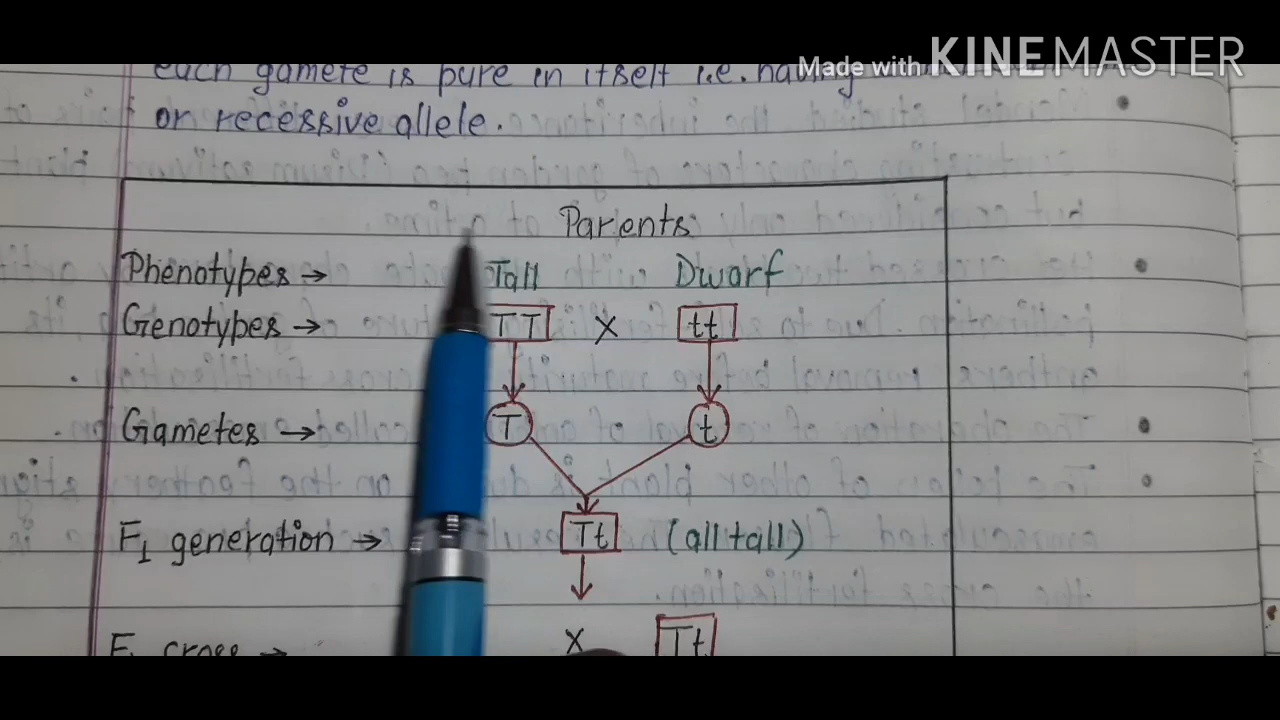 Made with KINEMASTER
each gamete is pure in itself i.e. having
or recessive allele.
Parents
Phenotypes → Tall Dwarf
Genotypes → TT X tt
Gametes → T t
F1 generation → Tt (all tall)
cross → X Tt